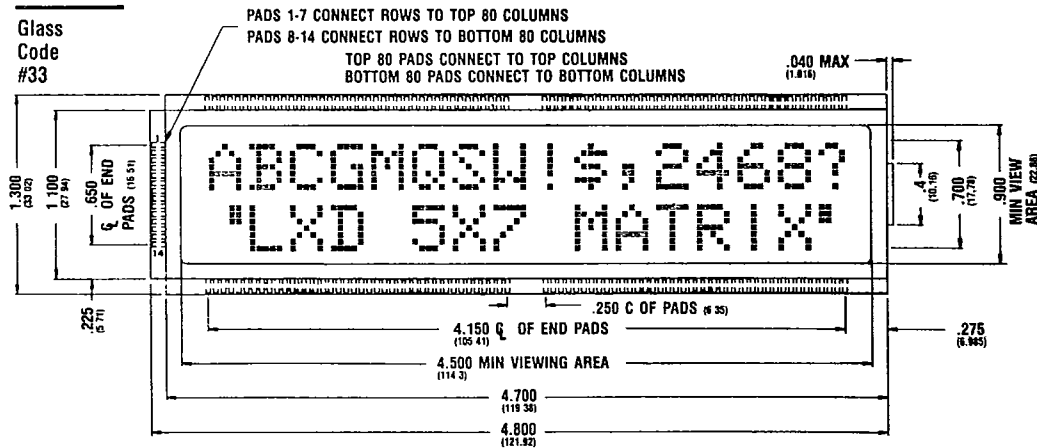 Glass
Code
#33
PADS 1-7 CONNECT ROWS TO TOP 80 COLUMNS
PADS 8-14 CONNECT ROWS TO BOTTOM 80 COLUMNS
TOP 80 PADS CONNECT TO TOP COLUMNS
BOTTOM 80 PADS CONNECT TO BOTTOM COLUMNS
.040 MAX
(1.016)
1.300
(33 02)
1.100
(27 94)
.650
℄ OF END
PADS (16 51)
1
14
ABCGMQSW!$,2468?
"LXD 5X7 MATRIX"
.4
(10.16)
.700
(17.78)
.900
MIN VIEW
AREA (22.86)
.225
(5 71)
.250 C OF PADS (6 35)
4.150 ℄ OF END PADS
(105 41)
.275
(6.985)
4.500 MIN VIEWING AREA
(114 3)
4.700
(119 38)
4.800
(121.92)